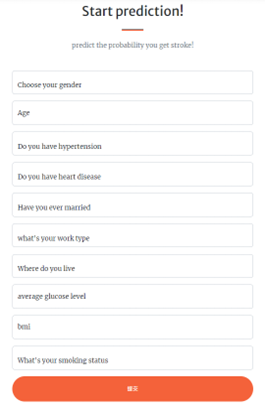 Start prediction!
predict the probability you get stroke!
Choose your gender
Age
Do you have hypertension
Do you have heart disease
Have you ever married
what's your work type
Where do you live
average glucose level
bmi
What's your smoking status
提交